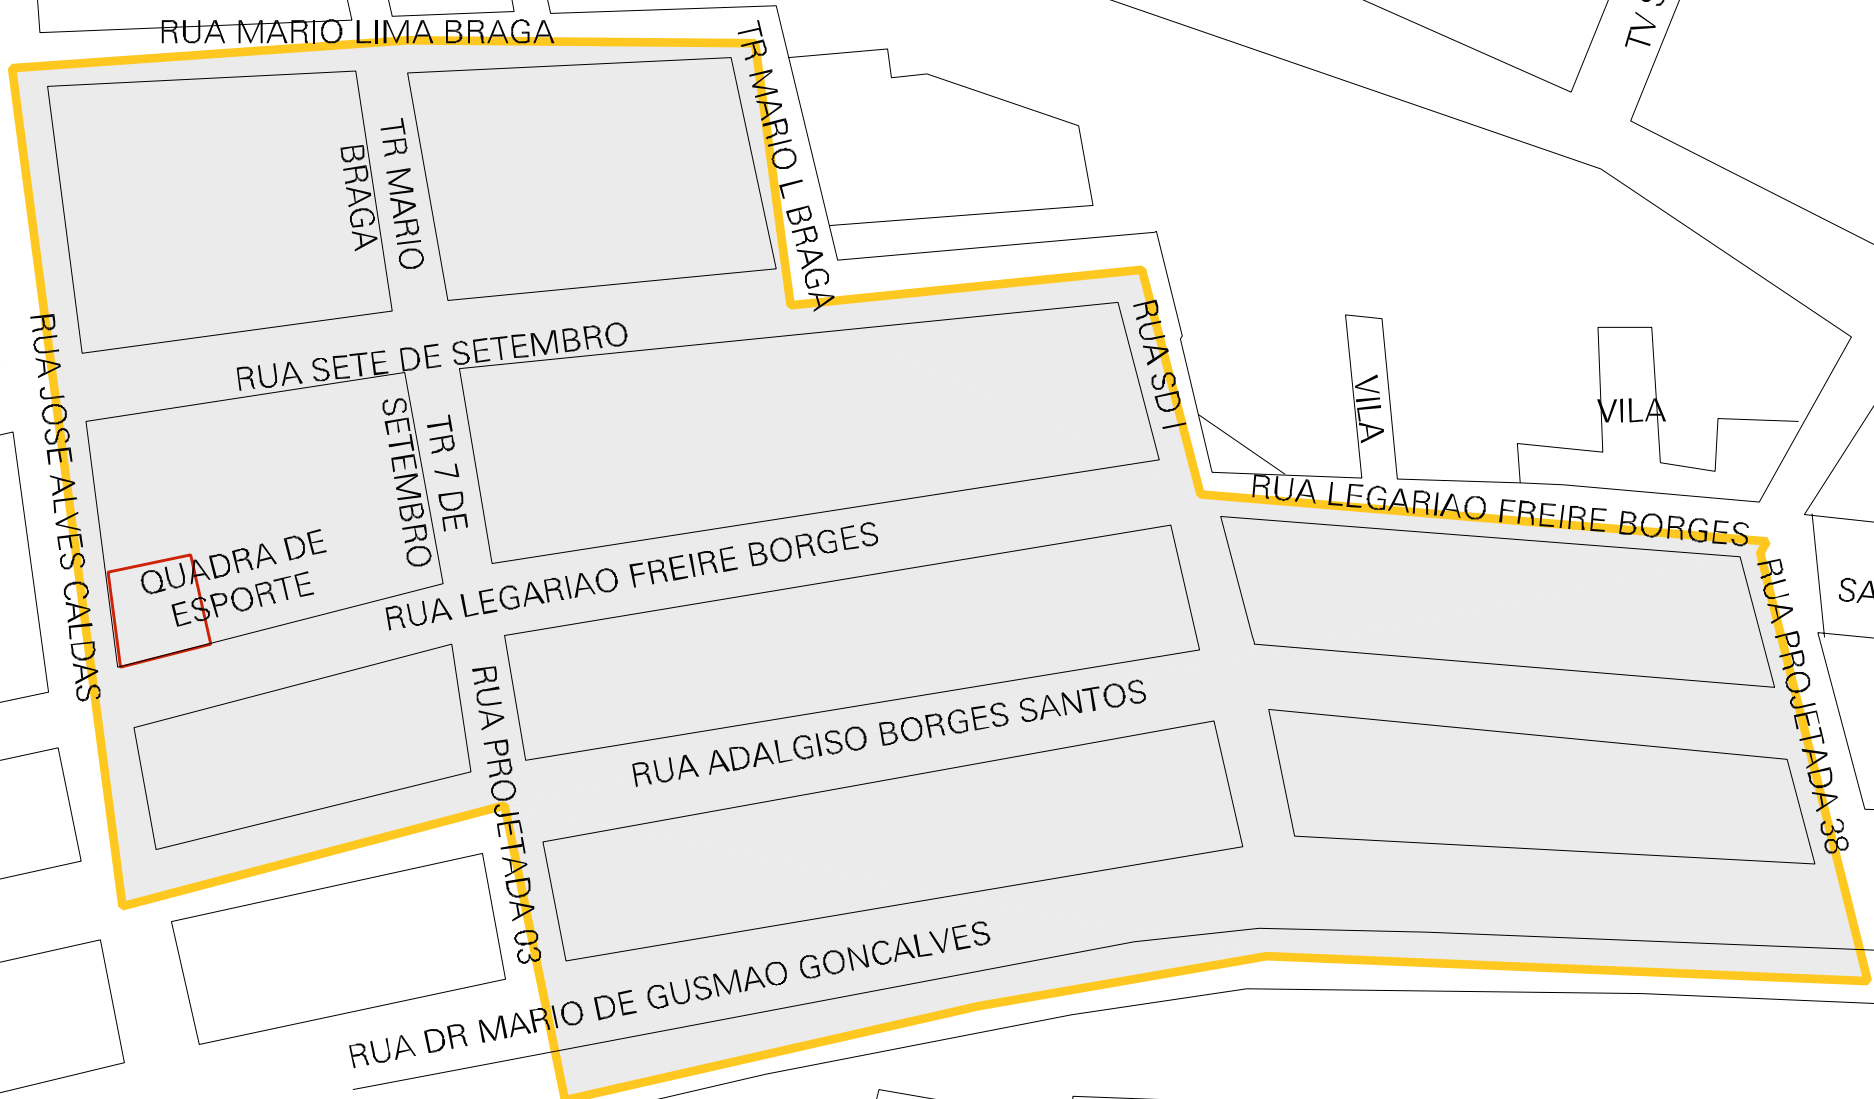 RUA MARIO LIMA BRAGA
TR MARIO L BRAGA
TV S
TR MARIO
BRAGA
RUA SETE DE SETEMBRO
RUA JOSE ALVES CALDAS
RUA SD I
VILA
VILA
TR 7 DE
SETEMBRO
RUA LEGARIAO FREIRE BORGES
QUADRA DE
ESPORTE
RUA LEGARIAO FREIRE BORGES
RUA PROJETADA 38
SA
RUA PROJETADA 03
RUA ADALGISO BORGES SANTOS
RUA DR MARIO DE GUSMAO GONCALVES